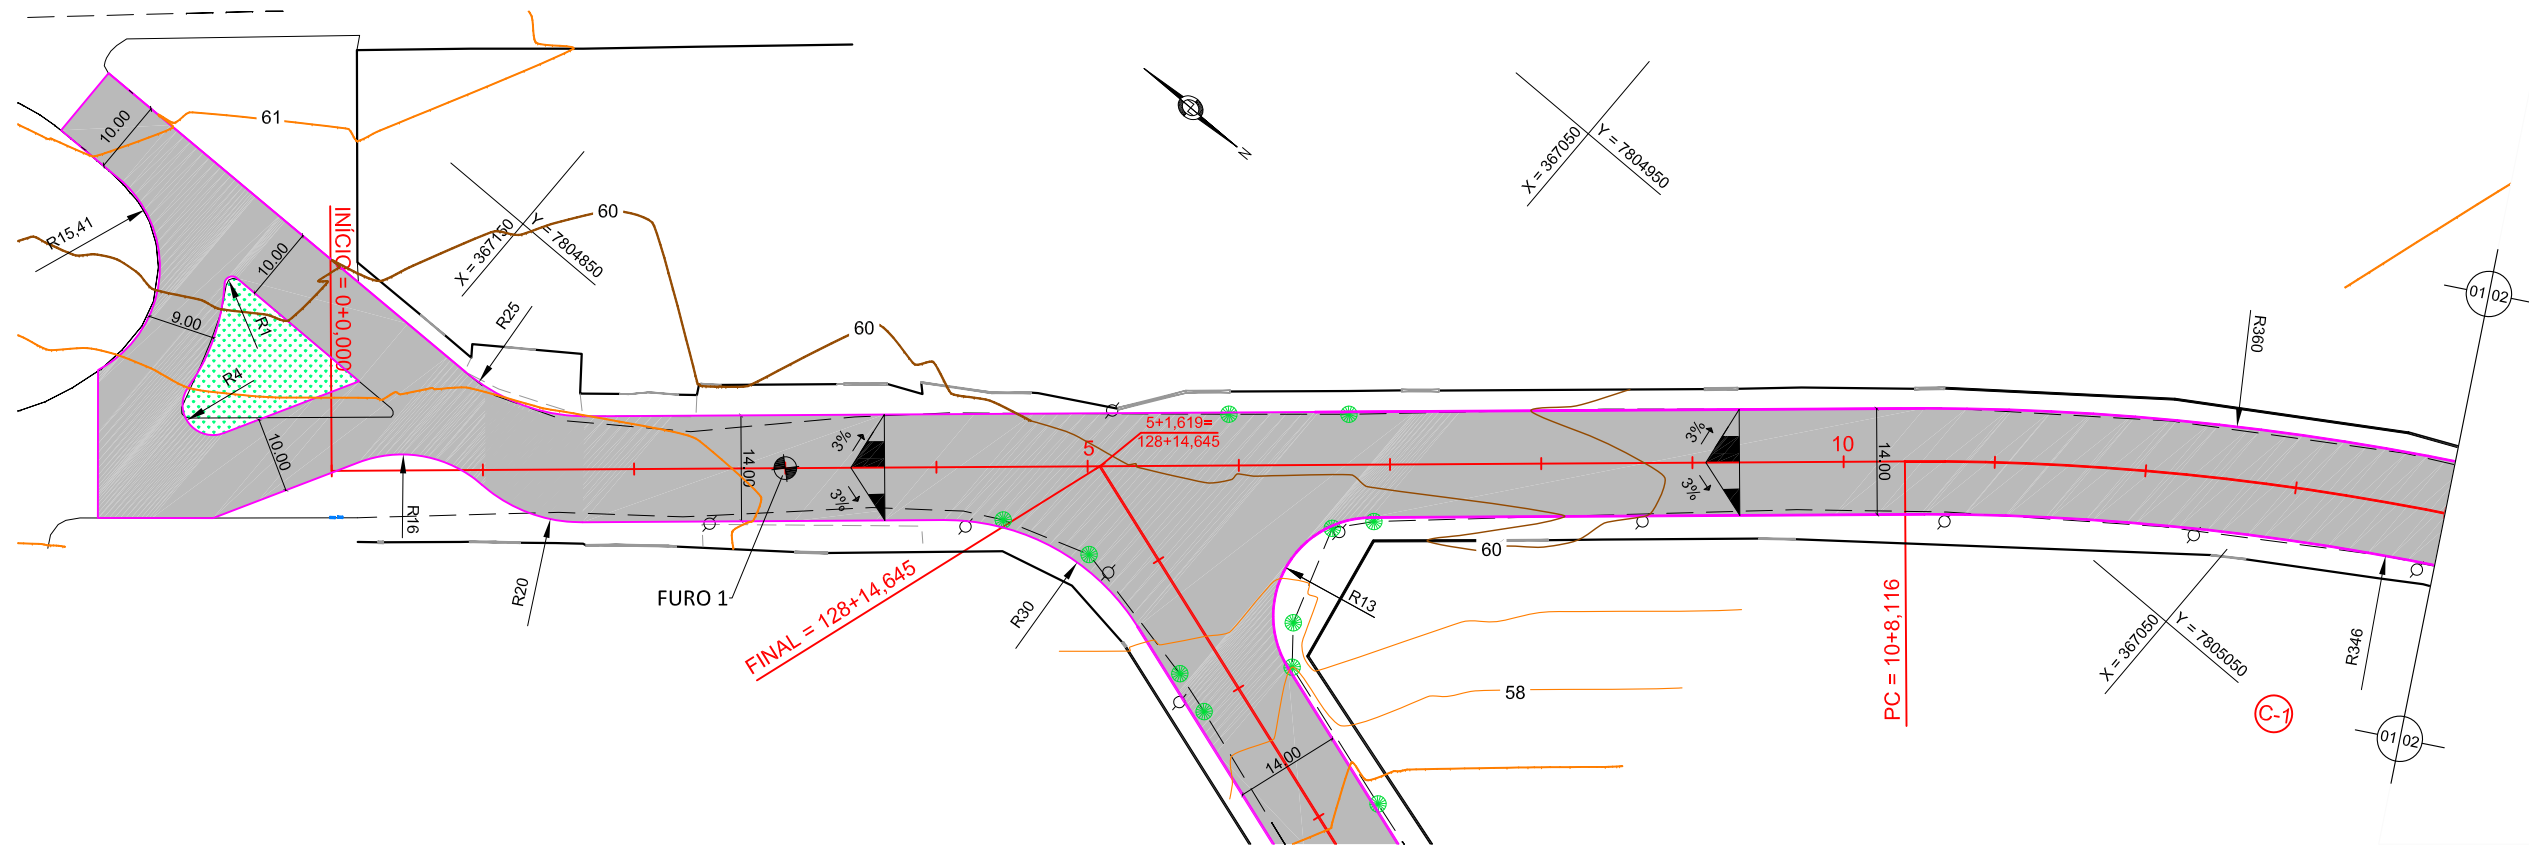 10.00
61
R15,41
INÍCIO = 0+0,000
10.00
9.00
R1
R4
10.00
X = 367150
Y = 7804850
60
R25
60
N
X = 367050
Y = 7804950
01 02
R360
5+1,619=
128+14,645
5
3%
3%
14.00
3%
3%
10
14.00
R16
R20
FURO 1
FINAL = 128+14,645
R30
R13
60
58
14.00
PC = 10+8,116
X = 367050
Y = 7805050
R346
C-1
01 02